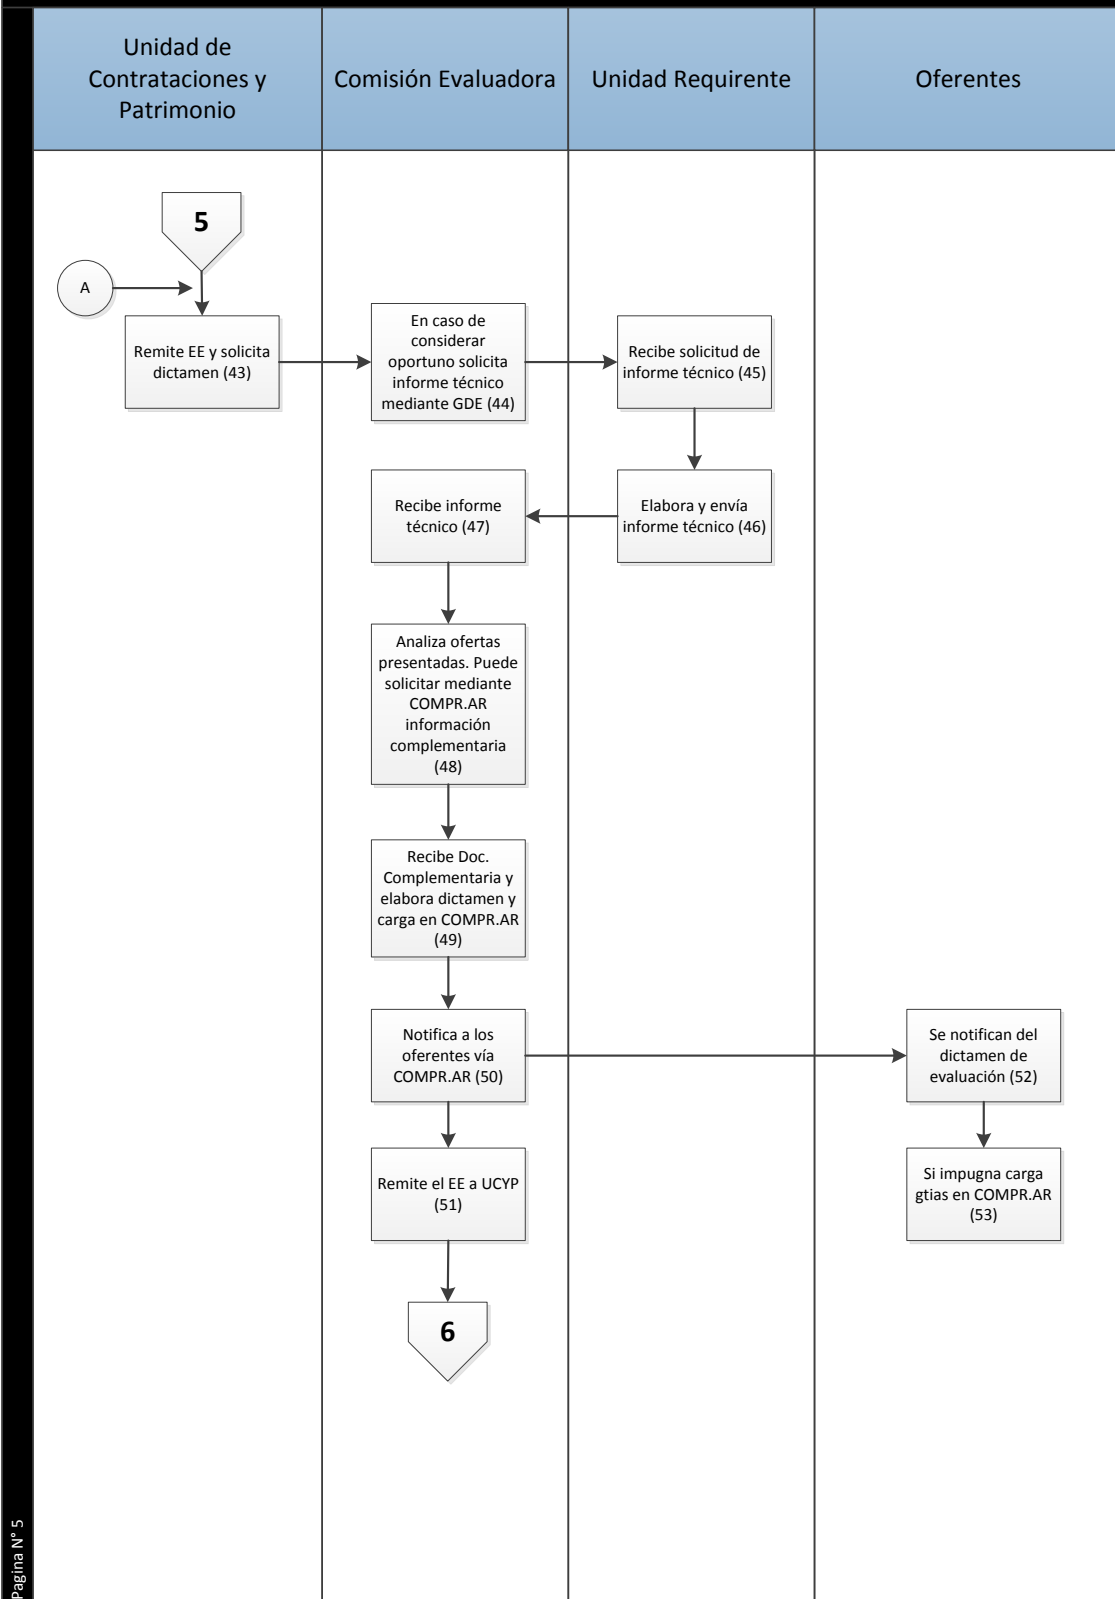 Unidad de
Contrataciones y
Patrimonio
Comisión Evaluadora
Unidad Requirente
Oferentes
5
A
Remite EE y solicita
dictamen (43)
En caso de
considerar
oportuno solicita
informe técnico
mediante GDE (44)
Recibe solicitud de
informe técnico (45)
Elabora y envía
informe técnico (46)
Recibe informe
técnico (47)
Analiza ofertas
presentadas. Puede
solicitar mediante
COMPR.AR
información
complementaria
(48)
Recibe Doc.
Complementaria y
elabora dictamen y
carga en COMPR.AR
(49)
Notifica a los
oferentes vía
COMPR.AR (50)
Se notifican del
dictamen de
evaluación (52)
Remite el EE a UCYP
(51)
Si impugna carga
gtias en COMPR.AR
(53)
6
Pagina N° 5